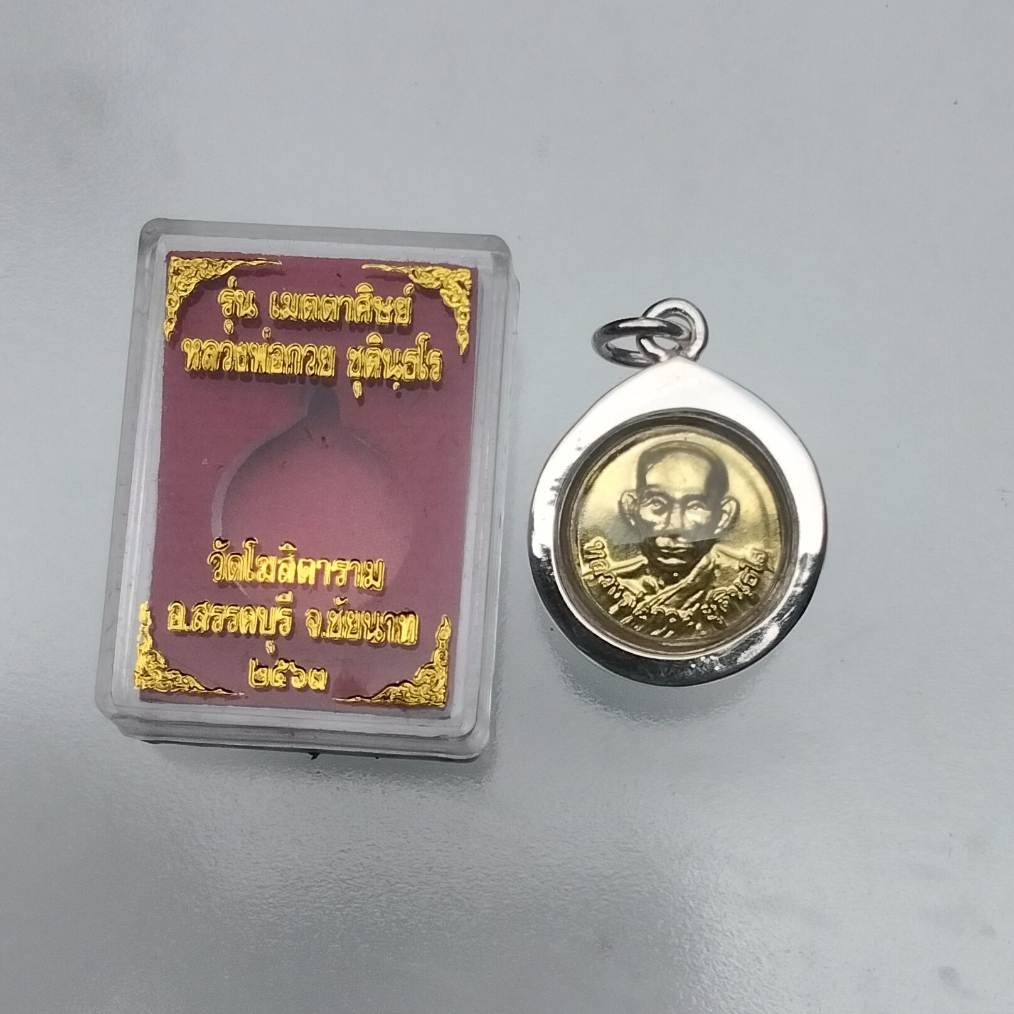 รุ่น เมตตาศิษย์
หลวงพ่อกวย ชุตินฺธโร
วัดโฆสิตาราม
อ.สรรคบุรี จ.ชัยนาท
๒๕๖๓